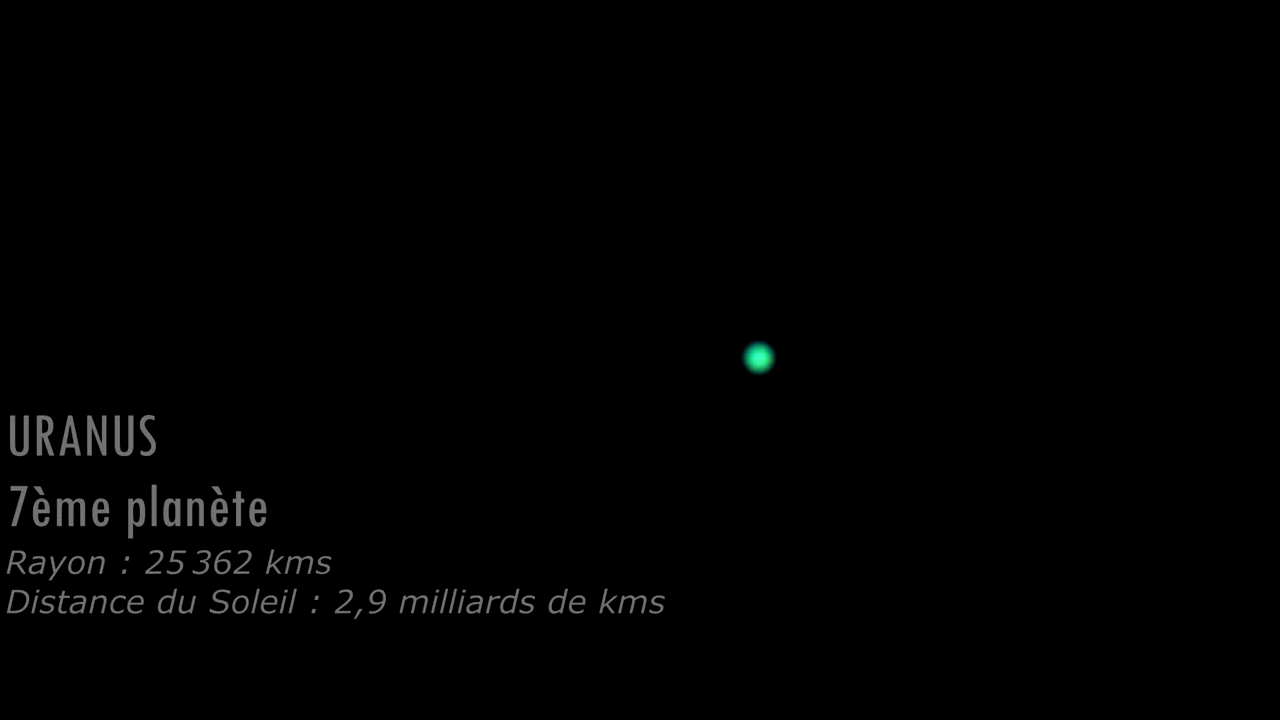 URANUS
7ème planète
Rayon : 25 362 kms
Distance du Soleil : 2,9 milliards de kms